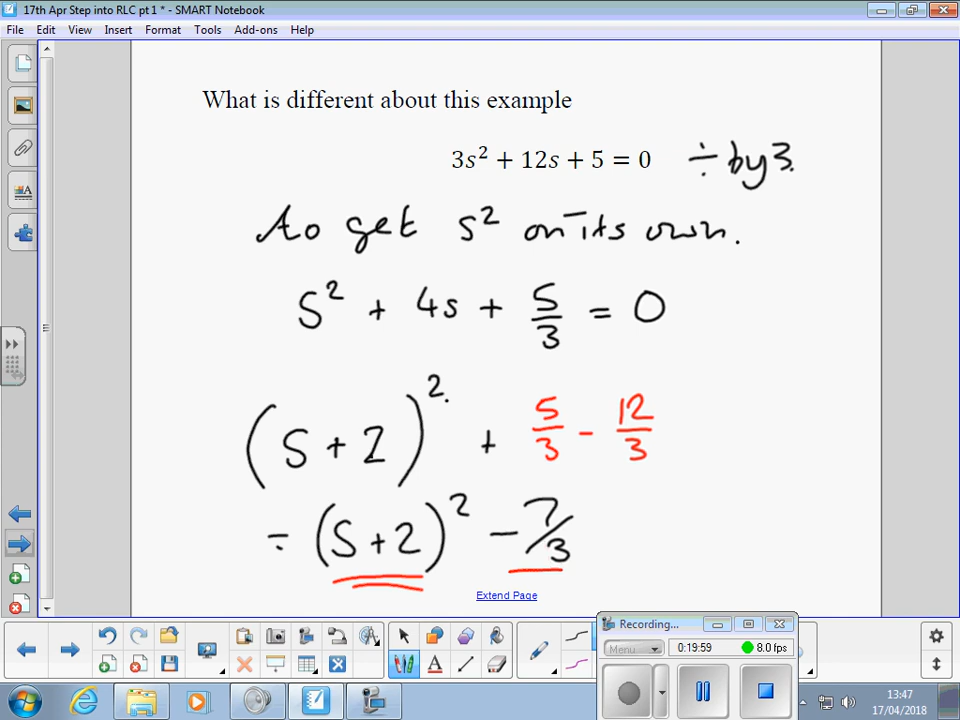 17th Apr Step into RLC pt 1 * - SMART Notebook
File Edit View Insert Format Tools Add-ons Help
What is different about this example
3s² + 12s + 5 = 0 ÷ by 3.
to get s² on its own.
s² + 4s + 5/3 = 0
(s + 2)². + 5/3 - 12/3
= (s + 2)² - 7/3
Extend Page
Recording...
Menu 0:19:59 8.0 fps
13:47
17/04/2018